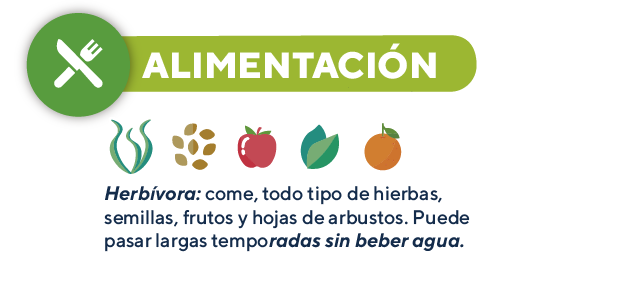 ALIMENTACIÓN
Herbívora: come, todo tipo de hierbas,
semillas, frutos y hojas de arbustos. Puede
pasar largas temporadas sin beber agua.